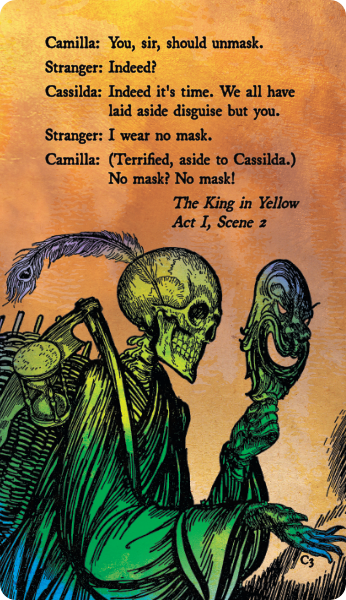 Camilla: You, sir, should unmask.
Stranger: Indeed?
Cassilda: Indeed it's time. We all have
laid aside disguise but you.
Stranger: I wear no mask.
Camilla: (Terrified, aside to Cassilda.)
No mask? No mask!
The King in Yellow
Act I, Scene 2
C3